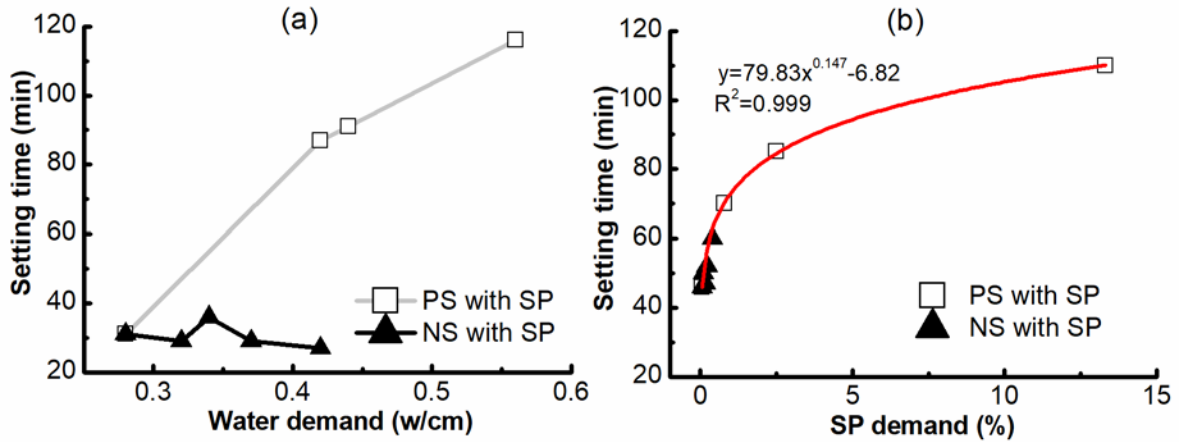 (a)
120
100
80
60
40
20
Setting time (min)
PS with SP
NS with SP
0.3
0.4
0.5
0.6
Water demand (w/cm)
(b)
120
100
80
60
40
20
Setting time (min)
y=79.83x^0.147-6.82
R²=0.999
PS with SP
NS with SP
0
5
10
15
SP demand (%)